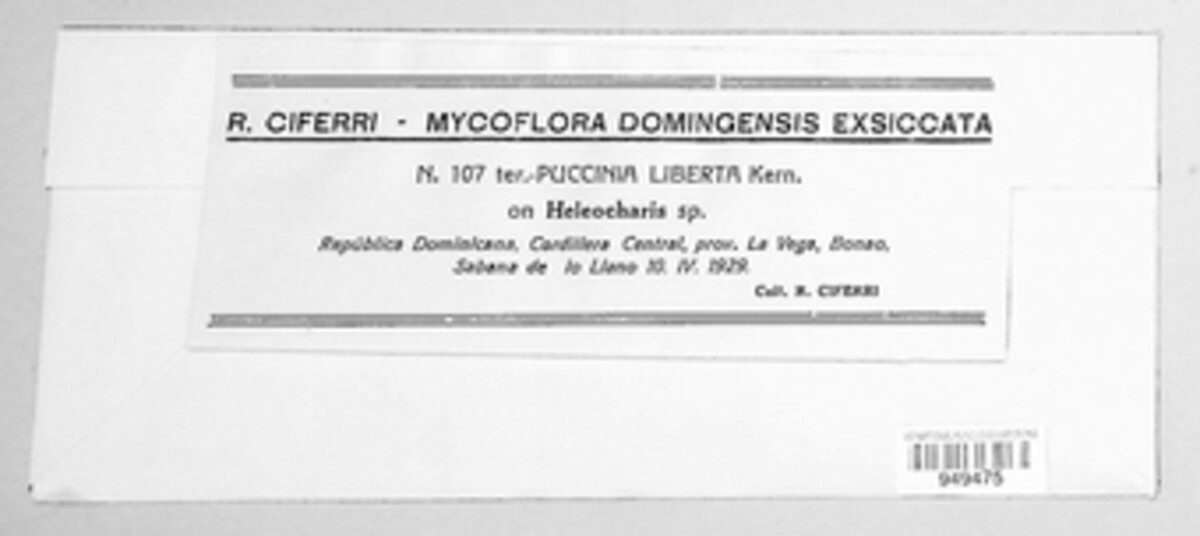 R. CIFERRI - MYCOFLORA DOMINGENSIS EXSICCATA
N. 107 ter.-PUCCINIA LIBERTA Kern.
on Heleocharis sp.
República Dominicana, Cordillera Central, prov. La Vega, Bonao,
Sabana de lo Llano 10. IV. 1929.
Coll. R. CIFERRI
949475